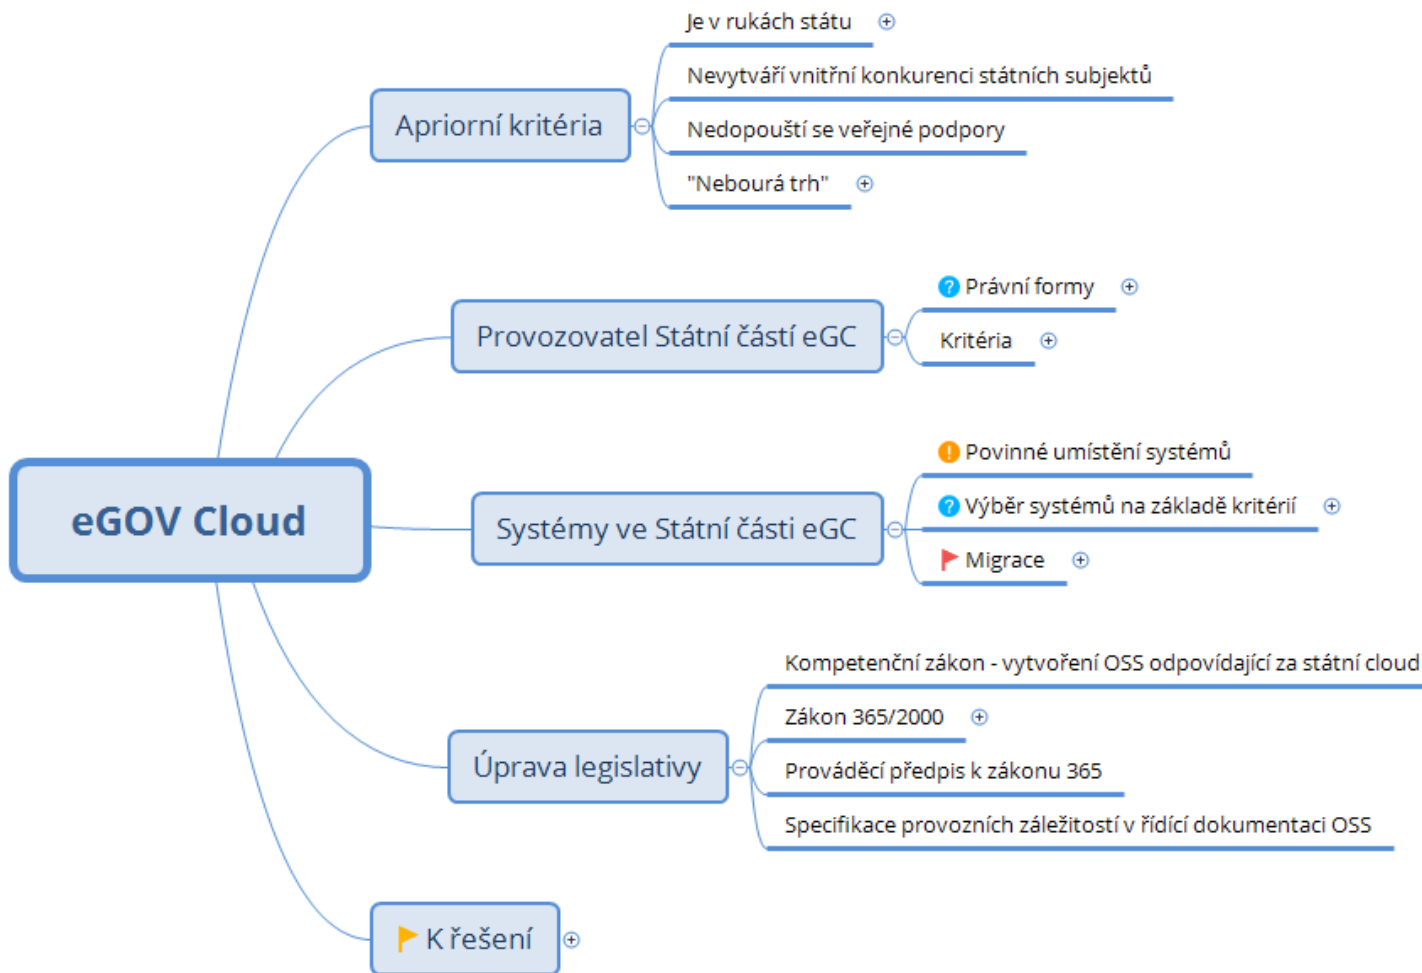 eGOV Cloud
Apriorní kritéria
Je v rukách státu
Nevytváří vnitřní konkurenci státních subjektů
Nedopouští se veřejné podpory
"Nebourá trh"
Provozovatel Státní částí eGC
Právní formy
Kritéria
Systémy ve Státní části eGC
Povinné umístění systémů
Výběr systémů na základě kritérií
Migrace
Úprava legislativy
Kompetenční zákon - vytvoření OSS odpovídající za státní cloud
Zákon 365/2000
Prováděcí předpis k zákonu 365
Specifikace provozních záležitostí v řídící dokumentaci OSS
K řešení